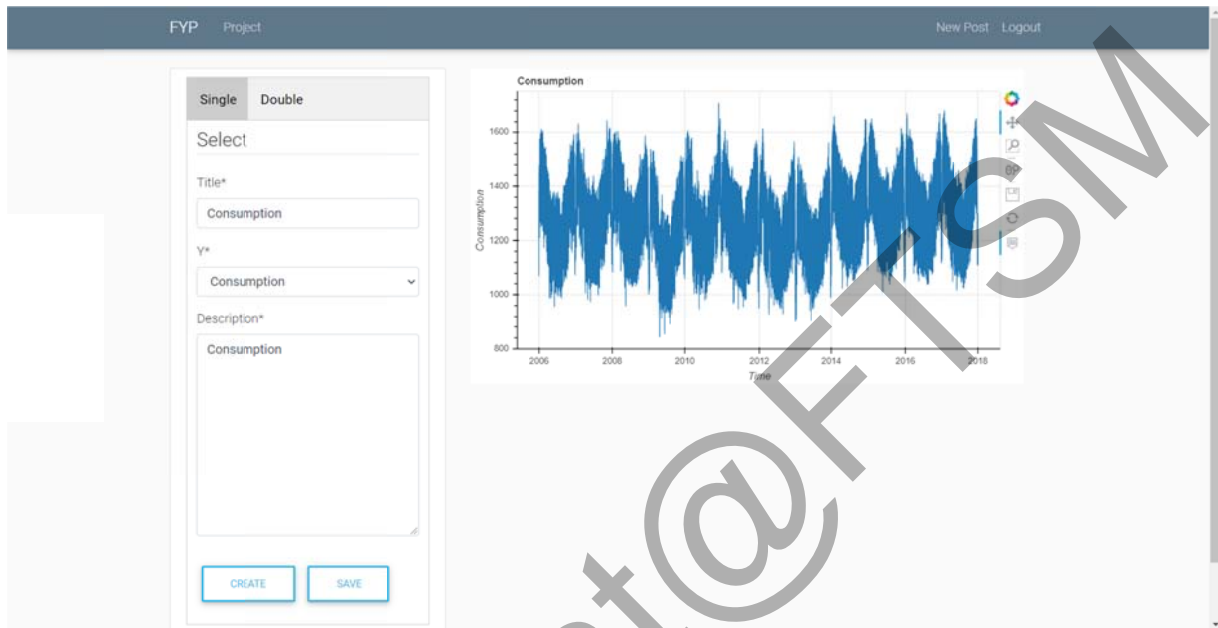 FYP Project New Post Logout
Single Double
Select
Title*
Consumption
Y*
Consumption
Description*
Consumption
CREATE SAVE
Consumption
1600
1400
1200
1000
800
Consumption
2006 2008 2010 2012 2014 2016 2018
Time
t@FTSM